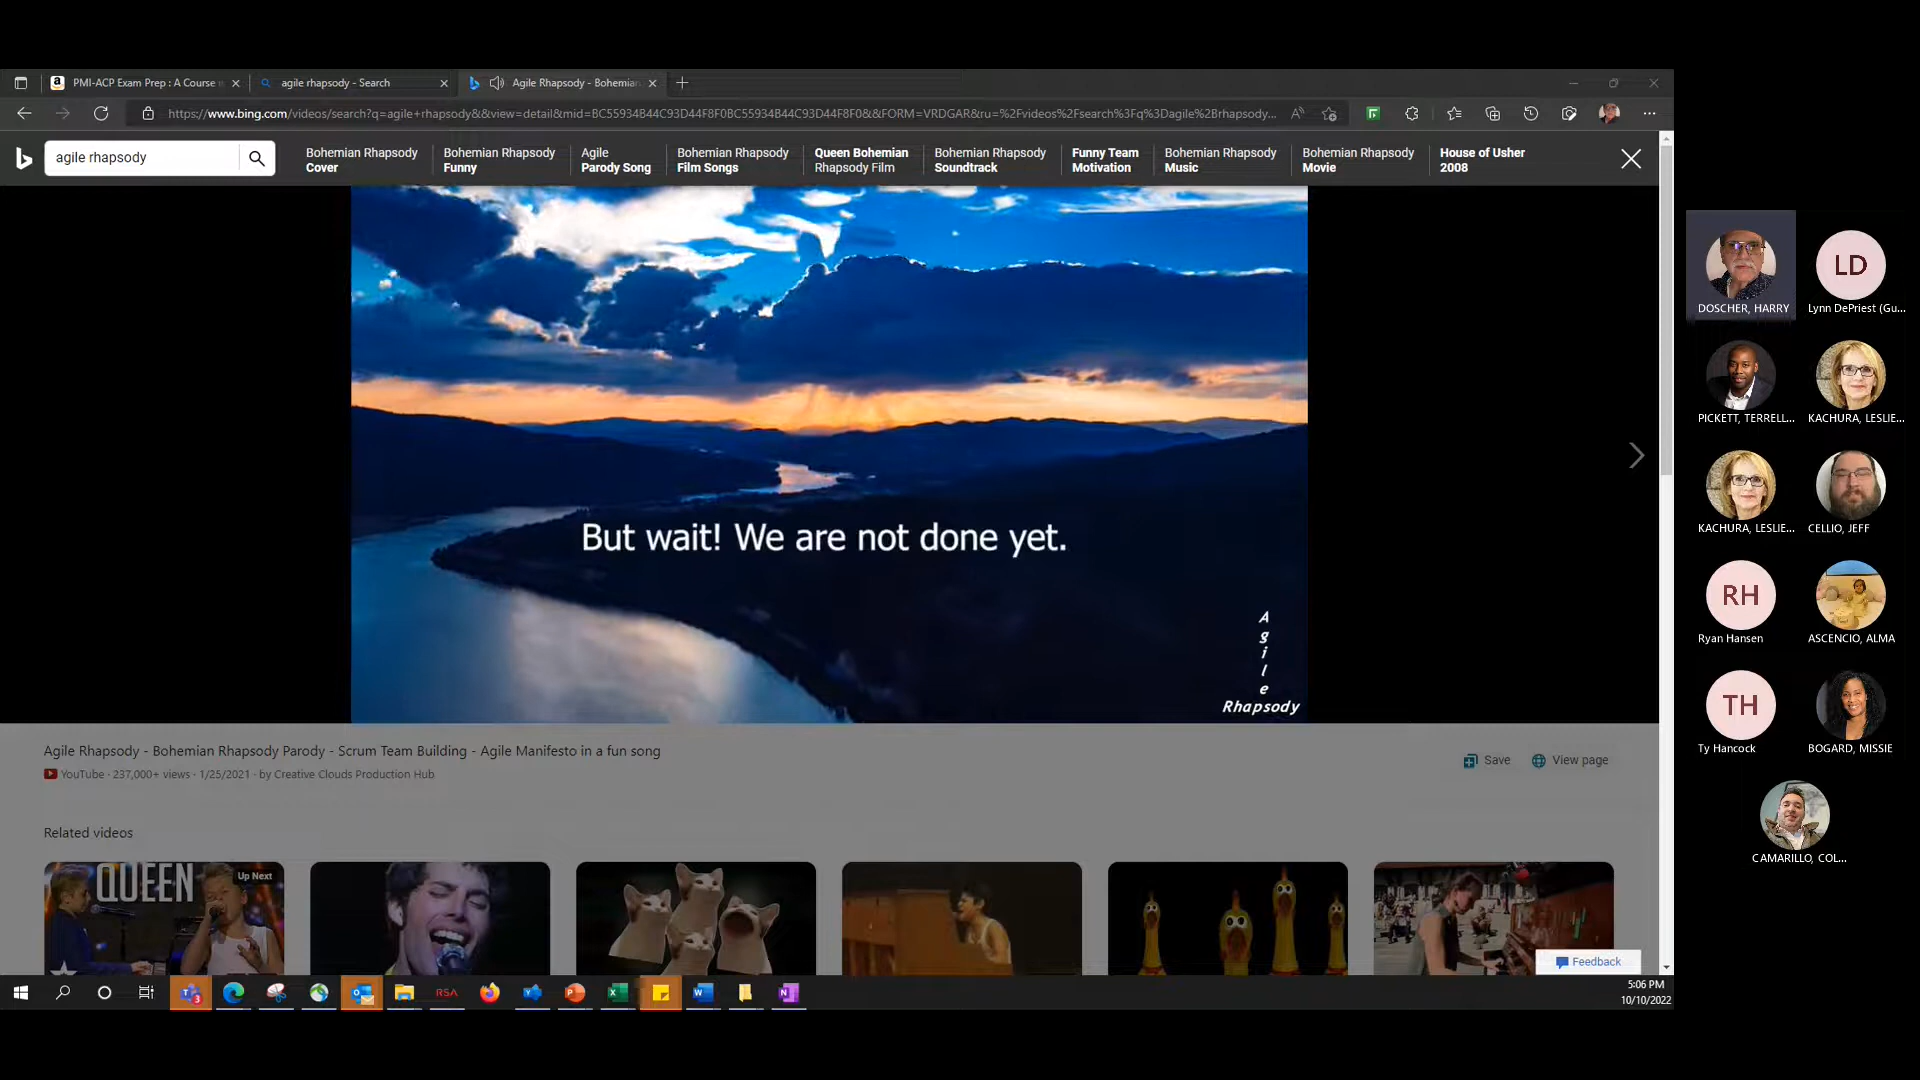 PMI-ACP Exam Prep : A Course
agile rhapsody - Search
Agile Rhapsody - Bohemian
https://www.bing.com/videos/search?q=agile+rhapsody&&view=detail&mid=BC55934B44C93D44F8F0BC55934B44C93D44F8F0&&FORM=VRDGAR&ru=%2Fvideos%2Fsearch%3Fq%3Dagile%2Brhapsody...
agile rhapsody
Bohemian Rhapsody
Cover
Bohemian Rhapsody
Funny
Agile
Parody Song
Bohemian Rhapsody
Film Songs
Queen Bohemian
Rhapsody Film
Bohemian Rhapsody
Soundtrack
Funny Team
Motivation
Bohemian Rhapsody
Music
Bohemian Rhapsody
Movie
House of Usher
2008
But wait! We are not done yet.
Agile
Rhapsody
Agile Rhapsody - Bohemian Rhapsody Parody - Scrum Team Building - Agile Manifesto in a fun song
YouTube · 237,000+ views · 1/25/2021 · by Creative Clouds Production Hub
Save
View page
Related videos
QUEEN
Up Next
Feedback
RSA
5:06 PM
10/10/2022
DOSCHER, HARRY
LD
Lynn DePriest (Gu...
PICKETT, TERRELL...
KACHURA, LESLIE...
KACHURA, LESLIE...
CELLIO, JEFF
RH
Ryan Hansen
ASCENCIO, ALMA
TH
Ty Hancock
BOGARD, MISSIE
CAMARILLO, COL...